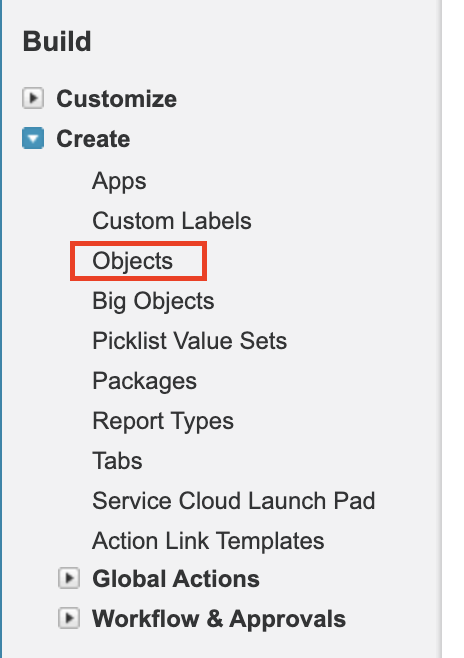 Build
Customize
Create
Apps
Custom Labels
Objects
Big Objects
Picklist Value Sets
Packages
Report Types
Tabs
Service Cloud Launch Pad
Action Link Templates
Global Actions
Workflow & Approvals